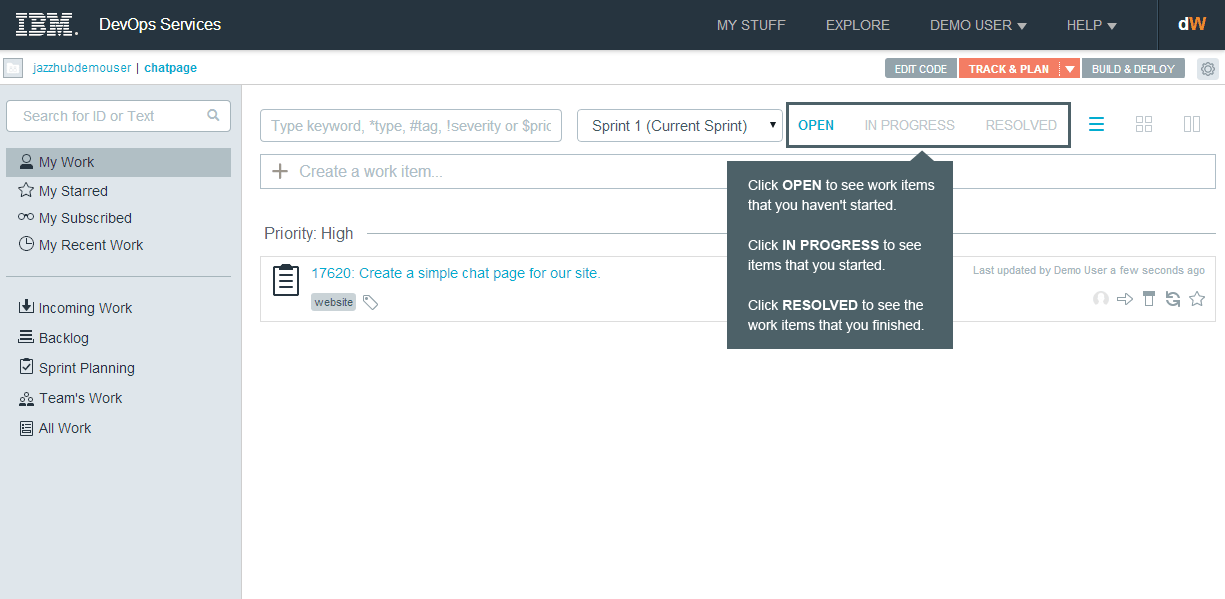 IBM. DevOps Services MY STUFF EXPLORE DEMO USER HELP dW
jazzhubdemouser | chatpage EDIT CODE TRACK & PLAN BUILD & DEPLOY
Search for ID or Text
My Work
My Starred
My Subscribed
My Recent Work
Incoming Work
Backlog
Sprint Planning
Team's Work
All Work
Type keyword, *type, #tag, !severity or $pric Sprint 1 (Current Sprint) OPEN IN PROGRESS RESOLVED
Create a work item...
Click OPEN to see work items
that you haven't started.
Click IN PROGRESS to see
items that you started.
Click RESOLVED to see the
work items that you finished.
Priority: High
17620: Create a simple chat page for our site. Last updated by Demo User a few seconds ago
website